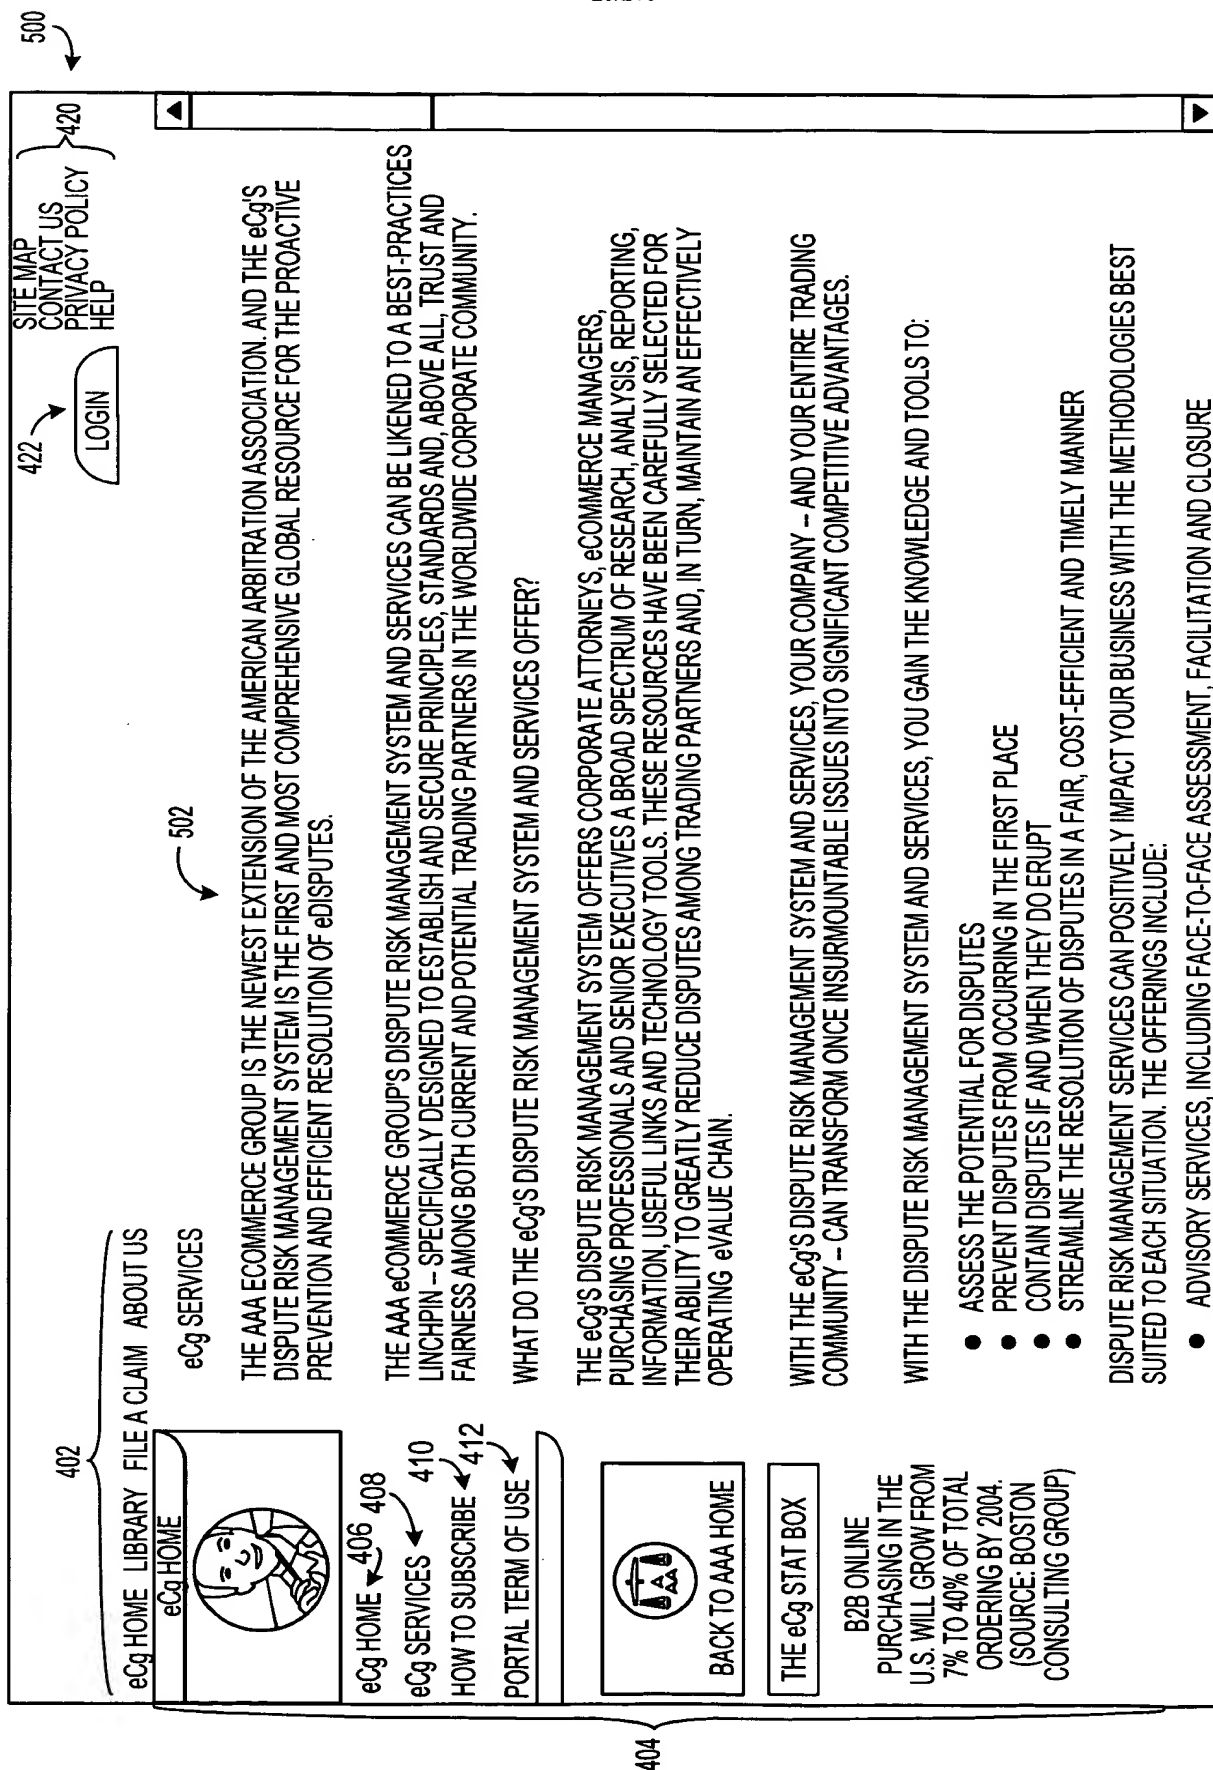 500
SITE MAP
CONTACT US
PRIVACY POLICY
HELP
420
422
LOGIN
402
eCg HOME LIBRARY FILE A CLAIM ABOUT US
eCg HOME
eCg HOME
406
eCg SERVICES
408
HOW TO SUBSCRIBE
410
PORTAL TERM OF USE
412
BACK TO AAA HOME
THE eCg STAT BOX
B2B ONLINE
PURCHASING IN THE
U.S. WILL GROW FROM
7% TO 40% OF TOTAL
ORDERING BY 2004.
(SOURCE: BOSTON
CONSULTING GROUP)
404
eCg SERVICES
502
THE AAA ECOMMERCE GROUP IS THE NEWEST EXTENSION OF THE AMERICAN ARBITRATION ASSOCIATION. AND THE eCg'S
DISPUTE RISK MANAGEMENT SYSTEM IS THE FIRST AND MOST COMPREHENSIVE GLOBAL RESOURCE FOR THE PROACTIVE
PREVENTION AND EFFICIENT RESOLUTION OF eDISPUTES.
THE AAA eCOMMERCE GROUP'S DISPUTE RISK MANAGEMENT SYSTEM AND SERVICES CAN BE LIKENED TO A BEST-PRACTICES
LINCHPIN -- SPECIFICALLY DESIGNED TO ESTABLISH AND SECURE PRINCIPLES, STANDARDS AND, ABOVE ALL, TRUST AND
FAIRNESS AMONG BOTH CURRENT AND POTENTIAL TRADING PARTNERS IN THE WORLDWIDE CORPORATE COMMUNITY.
WHAT DO THE eCg'S DISPUTE RISK MANAGEMENT SYSTEM AND SERVICES OFFER?
THE eCg'S DISPUTE RISK MANAGEMENT SYSTEM OFFERS CORPORATE ATTORNEYS, eCOMMERCE MANAGERS,
PURCHASING PROFESSIONALS AND SENIOR EXECUTIVES A BROAD SPECTRUM OF RESEARCH, ANALYSIS, REPORTING,
INFORMATION, USEFUL LINKS AND TECHNOLOGY TOOLS. THESE RESOURCES HAVE BEEN CAREFULLY SELECTED FOR
THEIR ABILITY TO GREATLY REDUCE DISPUTES AMONG TRADING PARTNERS AND, IN TURN, MAINTAIN AN EFFECTIVELY
OPERATING eVALUE CHAIN.
WITH THE eCg'S DISPUTE RISK MANAGEMENT SYSTEM AND SERVICES, YOUR COMPANY -- AND YOUR ENTIRE TRADING
COMMUNITY -- CAN TRANSFORM ONCE INSURMOUNTABLE ISSUES INTO SIGNIFICANT COMPETITIVE ADVANTAGES.
WITH THE DISPUTE RISK MANAGEMENT SYSTEM AND SERVICES, YOU GAIN THE KNOWLEDGE AND TOOLS TO:
● ASSESS THE POTENTIAL FOR DISPUTES
● PREVENT DISPUTES FROM OCCURRING IN THE FIRST PLACE
● CONTAIN DISPUTES IF AND WHEN THEY DO ERUPT
● STREAMLINE THE RESOLUTION OF DISPUTES IN A FAIR, COST-EFFICIENT AND TIMELY MANNER
DISPUTE RISK MANAGEMENT SERVICES CAN POSITIVELY IMPACT YOUR BUSINESS WITH THE METHODOLOGIES BEST
SUITED TO EACH SITUATION. THE OFFERINGS INCLUDE:
● ADVISORY SERVICES, INCLUDING FACE-TO-FACE ASSESSMENT, FACILITATION AND CLOSURE